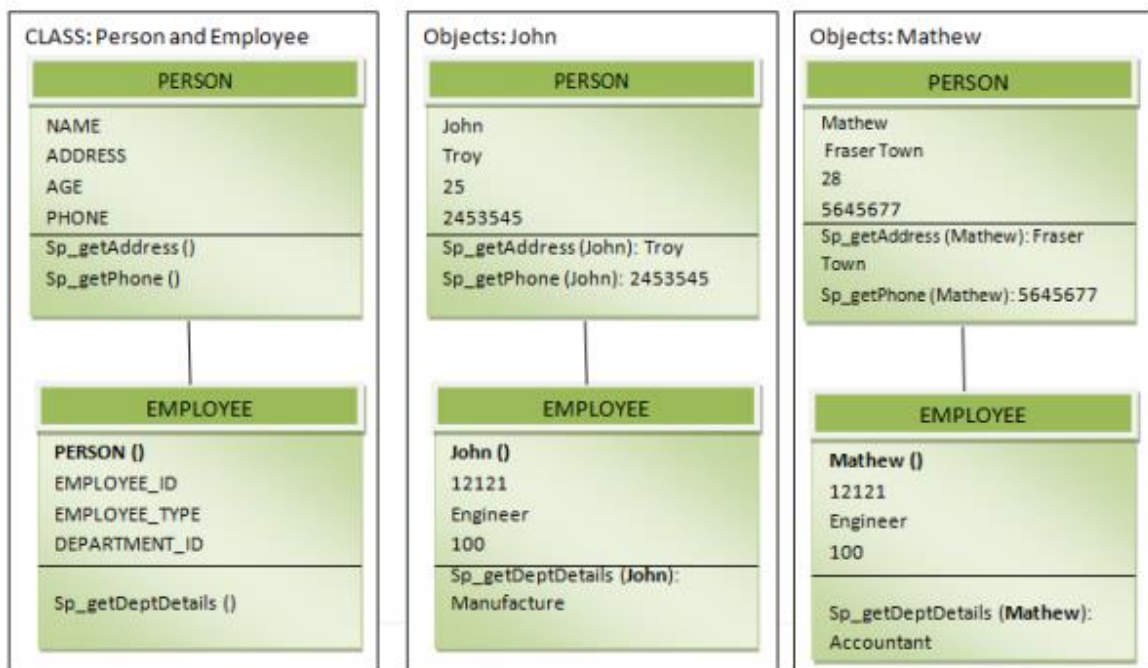 CLASS: Person and Employee
PERSON
NAME
ADDRESS
AGE
PHONE
Sp_getAddress ()
Sp_getPhone ()
EMPLOYEE
PERSON ()
EMPLOYEE_ID
EMPLOYEE_TYPE
DEPARTMENT_ID
Sp_getDeptDetails ()
Objects: John
PERSON
John
Troy
25
2453545
Sp_getAddress (John): Troy
Sp_getPhone (John): 2453545
EMPLOYEE
John ()
12121
Engineer
100
Sp_getDeptDetails (John):
Manufacture
Objects: Mathew
PERSON
Mathew
Fraser Town
28
5645677
Sp_getAddress (Mathew): Fraser
Town
Sp_getPhone (Mathew): 5645677
EMPLOYEE
Mathew ()
12121
Engineer
100
Sp_getDeptDetails (Mathew):
Accountant